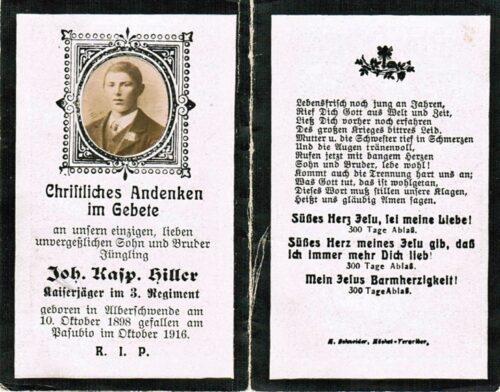 Christliches Andenken
im Gebete
an unsern einzigen, lieben
unvergeßlichen Sohn und Bruder
Jüngling
Joh. Kasp. Hiller
Kaiserjäger im 3. Regiment
geboren in Alberschwende am
10. Oktober 1898 gefallen am
Pasubio im Oktober 1916.
R. I. P.
Lebensfrisch noch jung an Jahren,
Rief Dich Gott aus Welt und Zeit,
Ließ Dich vorher noch erfahren
Des großen Krieges bittres Leid.
Mutter u. die Schwester tief in Schmerzen
Und die Augen tränenvoll,
Rufen jetzt mit bangem Herzen
Sohn und Bruder, lebe wohl!
Kommt auch die Trennung hart uns an;
Was Gott tut, das ist wohlgetan,
Dieses Wort muß stillen unsre Klagen,
Heißt uns gläubig Amen sagen.
Süßes Herz Jesu, sei meine Liebe!
300 Tage Ablaß.
Süßes Herz meines Jesu gib, daß
ich immer mehr Dich lieb!
300 Tage Ablaß.
Mein Jesus Barmherzigkeit!
300 Tage Ablaß.
Schneider, Höchst-